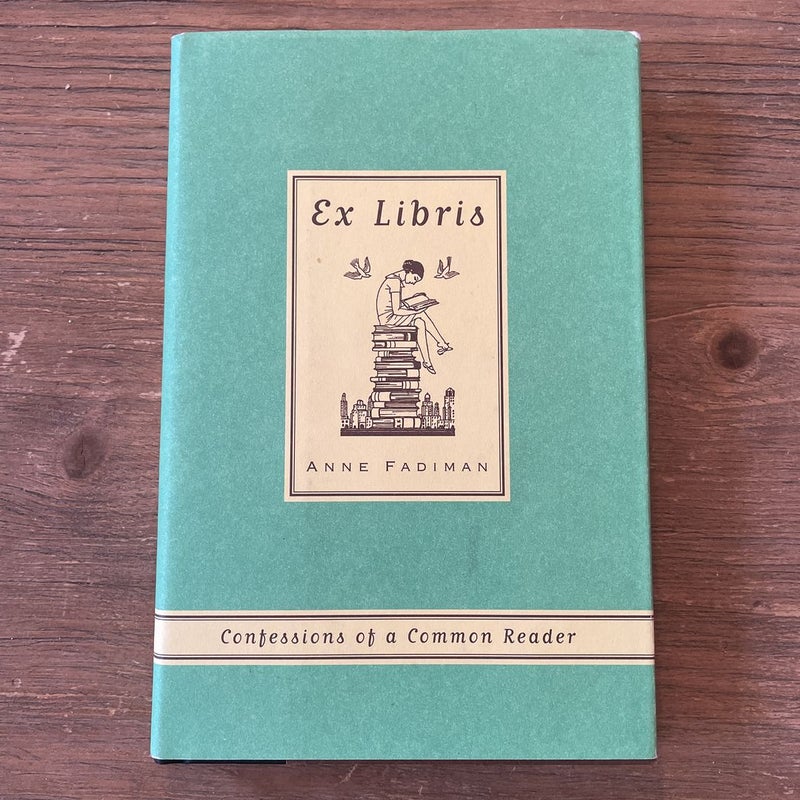 Ex Libris
Anne Fadiman
Confessions of a Common Reader